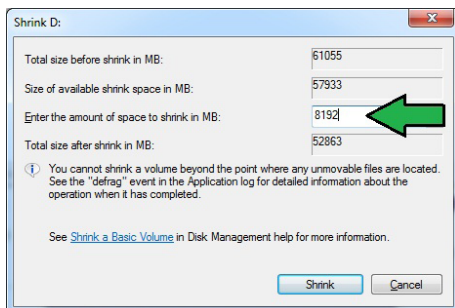 Shrink D:
Total size before shrink in MB: 61055
Size of available shrink space in MB: 57933
Enter the amount of space to shrink in MB: 8192
Total size after shrink in MB: 52863
You cannot shrink a volume beyond the point where any unmovable files are located.
See the "defrag" event in the Application log for detailed information about the
operation when it has completed.
See Shrink a Basic Volume in Disk Management help for more information.
Shrink Cancel